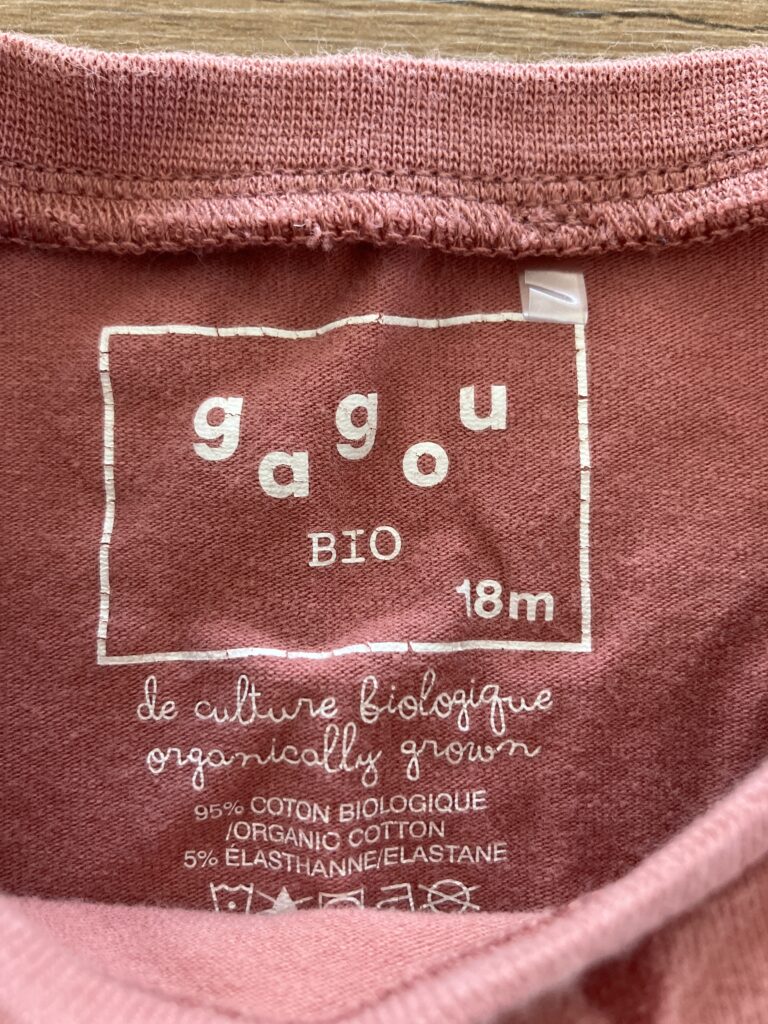 gagou
BIO
18m
de culture biologique
organically grown
95% COTON BIOLOGIQUE
/ORGANIC COTTON
5% ÉLASTHANNE/ELASTANE